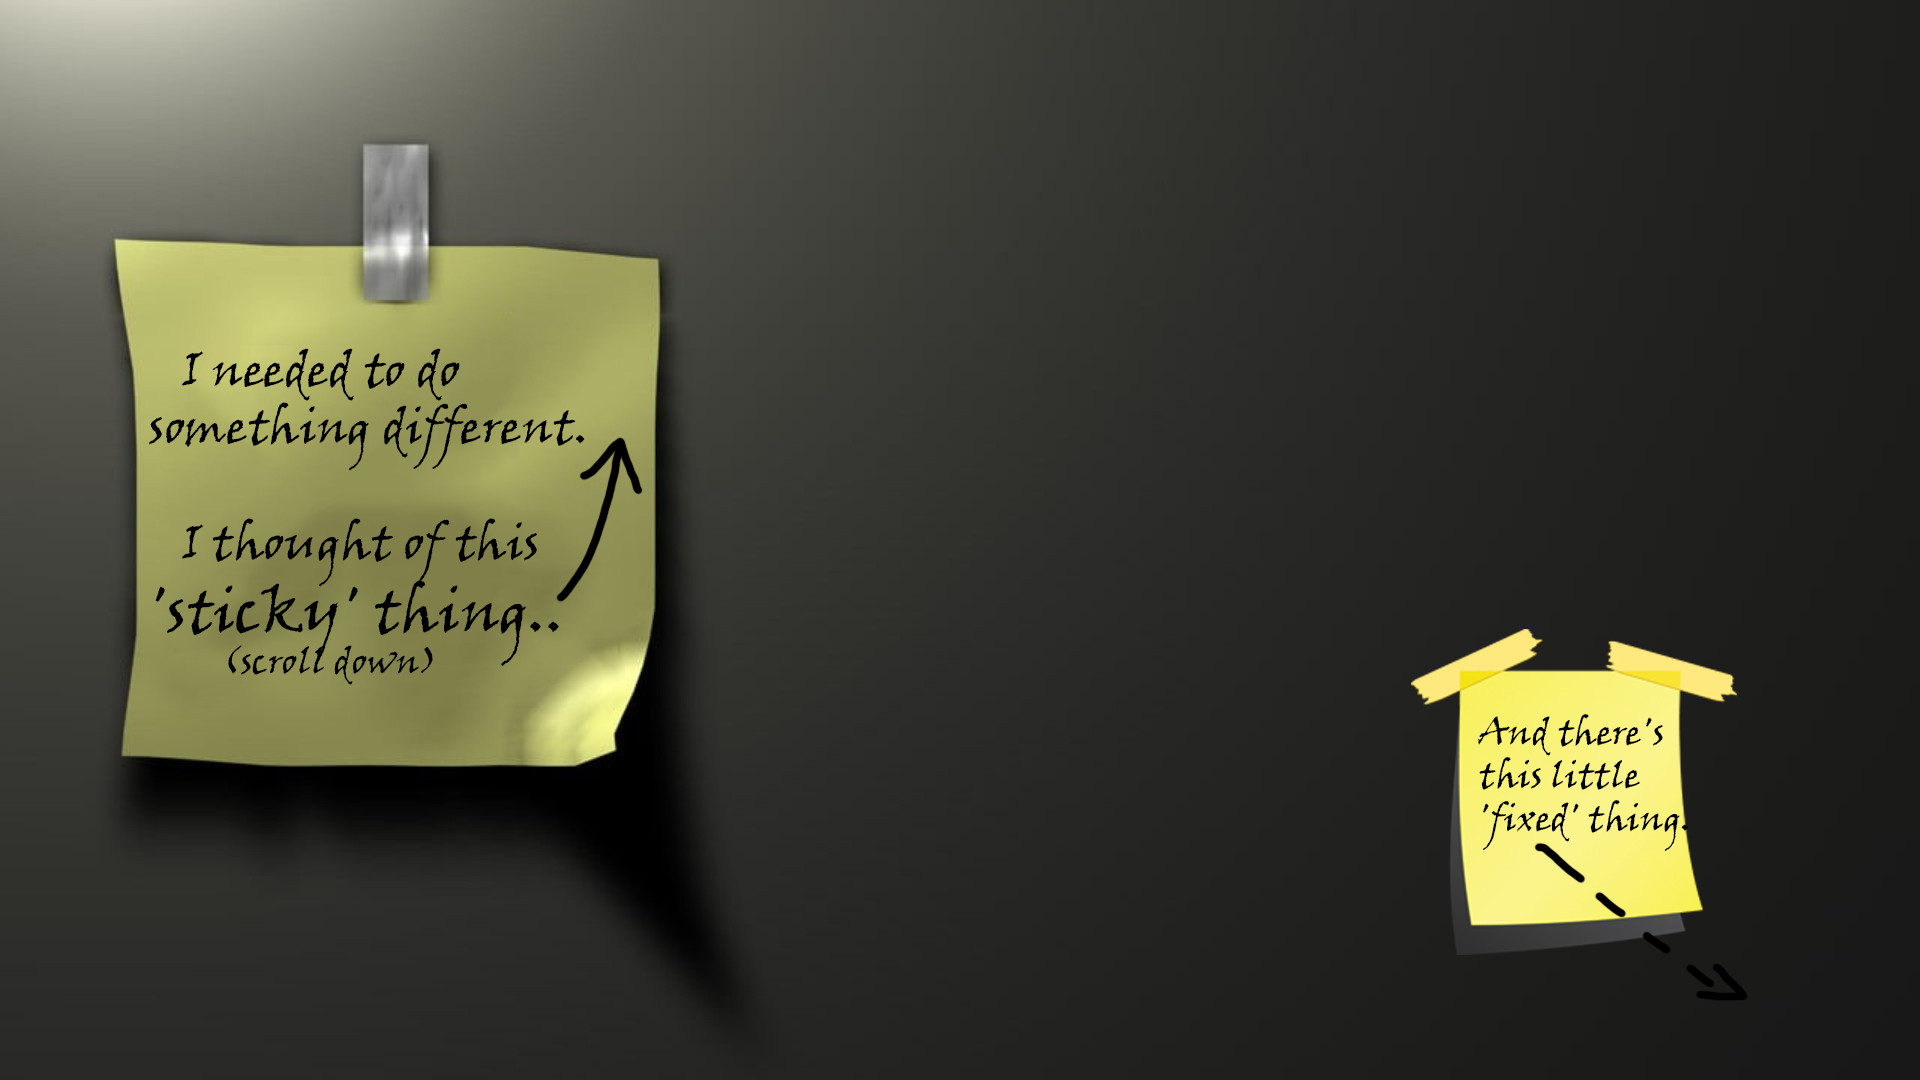 I needed to do
something different.
I thought of this
'sticky' thing..
(scroll down)
And there's
this little
'fixed' thing.